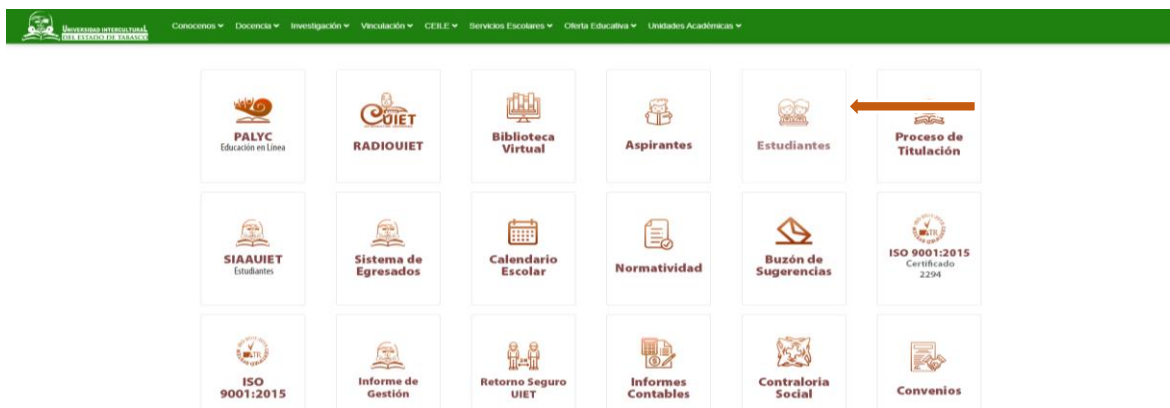 UNIVERSIDAD INTERCULTURAL
DEL ESTADO DE TABASCO
Conocenos Docencia Investigación Vinculación CEILE Servicios Escolares Oferta Educativa Unidades Académicas
PALYC
Educación en Línea
CUIET
RADIOUIET
Biblioteca
Virtual
Aspirantes
Estudiantes
Proceso de
Titulación
SIAAUIET
Estudiantes
Sistema de
Egresados
Calendario
Escolar
Normatividad
Buzón de
Sugerencias
ISO 9001:2015
Certificado
2294
ISO
9001:2015
Informe de
Gestión
Retorno Seguro
UIET
Informes
Contables
Contraloria
Social
Convenios